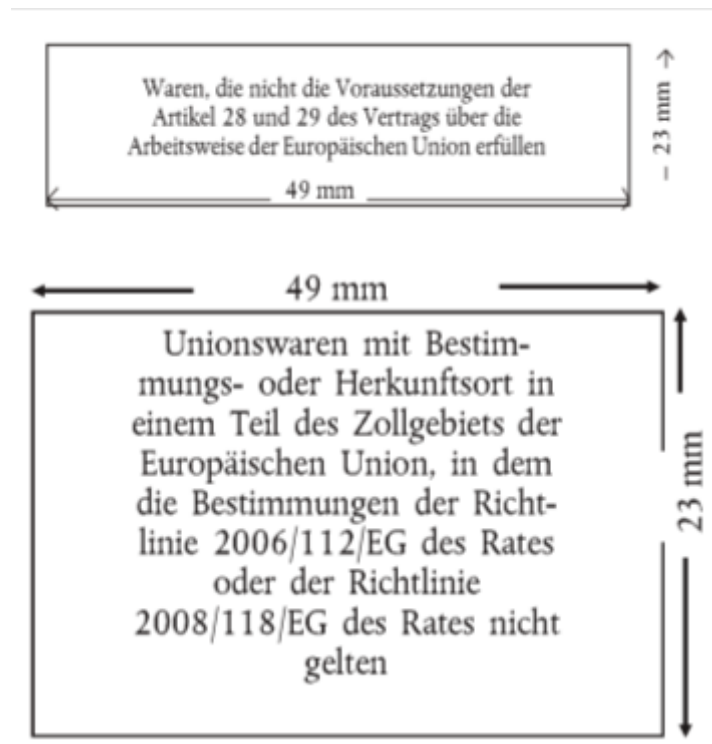 Waren, die nicht die Voraussetzungen der
Artikel 28 und 29 des Vertrags über die
Arbeitsweise der Europäischen Union erfüllen
49 mm
– 23 mm →
49 mm
Unionswaren mit Bestim-
mungs- oder Herkunftsort in
einem Teil des Zollgebiets der
Europäischen Union, in dem
die Bestimmungen der Richt-
linie 2006/112/EG des Rates
oder der Richtlinie
2008/118/EG des Rates nicht
gelten
23 mm